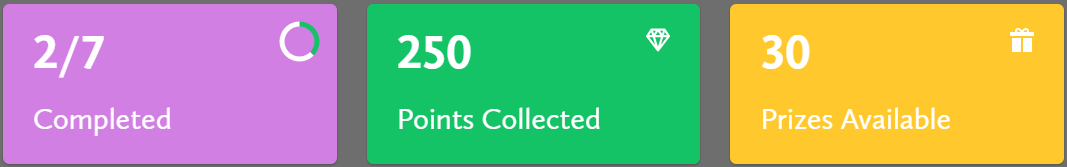 2/7
Completed
250
Points Collected
30
Prizes Available